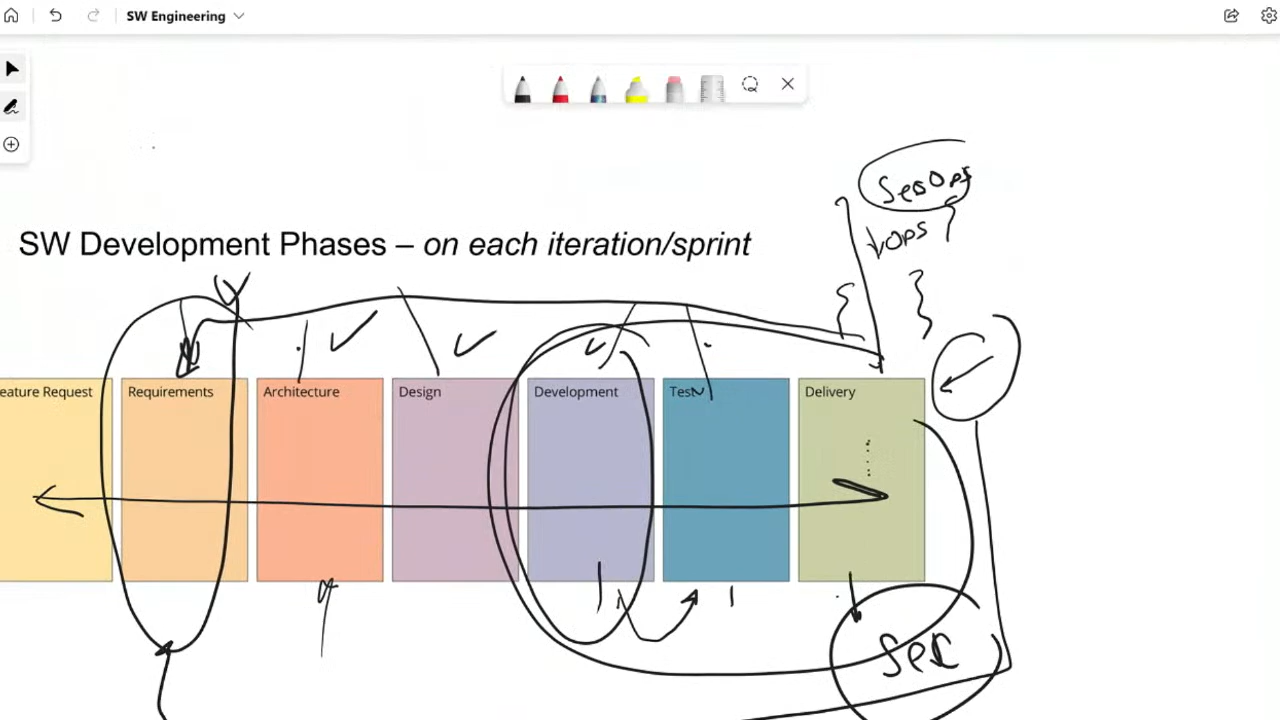 SW Engineering
SecOps
SW Development Phases – on each iteration/sprint
eature Request
Requirements
Architecture
Design
Development
Test
Delivery
Sec